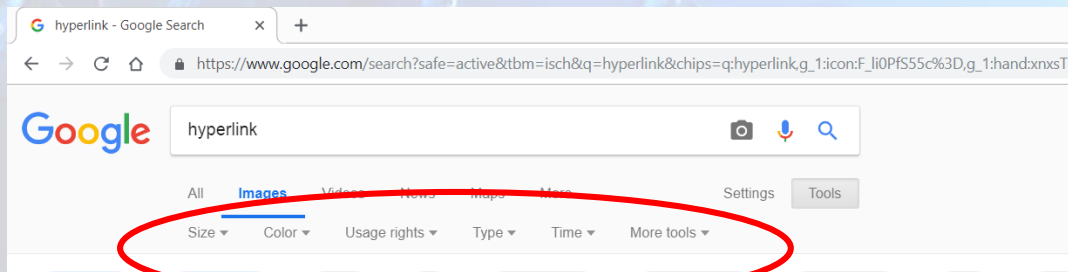 hyperlink - Google Search
https://www.google.com/search?safe=active&tbm=isch&q=hyperlink&chips=q:hyperlink,g_1:icon:F_li0PfS55c%3D,g_1:hand:xnxsT
Google hyperlink
All Images Videos News Maps More Settings Tools
Size Color Usage rights Type Time More tools